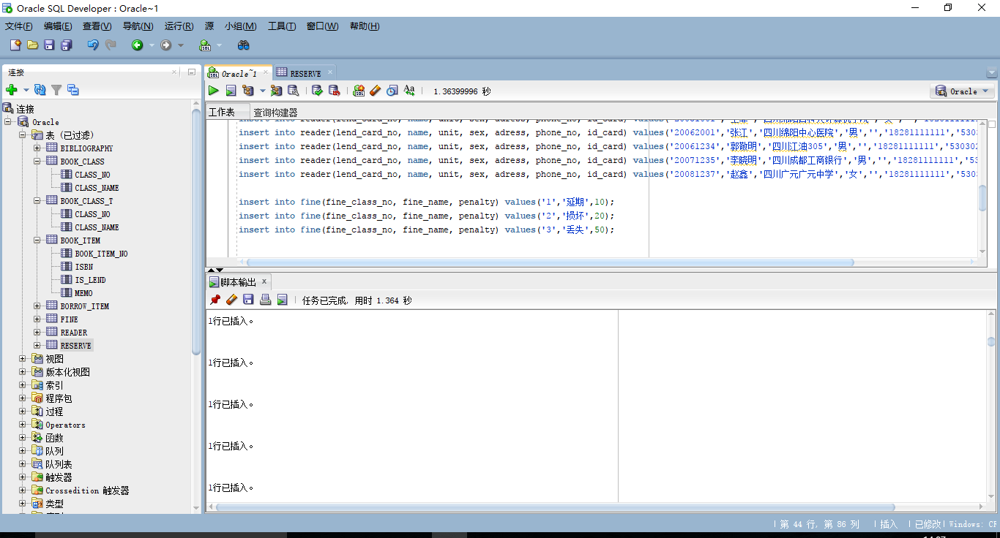 Oracle SQL Developer : Oracle~1
文件(F) 编辑(E) 查看(V) 导航(N) 运行(R) 源 小组(M) 工具(T) 窗口(W) 帮助(H)
连接
Oracle~1 RESERVE
1.36399996 秒
Oracle
工作表 查询构建器
连接
Oracle
表 (已过滤)
BIBLIOGRAPHY
BOOK_CLASS
CLASS_NO
CLASS_NAME
BOOK_CLASS_T
CLASS_NO
CLASS_NAME
BOOK_ITEM
BOOK_ITEM_NO
ISBN
IS_LEND
MEMO
BORROW_ITEM
FINE
READER
RESERVE
视图
版本化视图
索引
程序包
过程
Operators
函数
队列
队列表
触发器
Crossedition 触发器
类型
insert into reader(lend_card_no, name, unit, sex, adress, phone_no, id_card) values('20062001','张江','四川绵阳中心医院','男','','18281111111','5303
insert into reader(lend_card_no, name, unit, sex, adress, phone_no, id_card) values('20061234','郭敬明','四川江油305','男','','18281111111','530302
insert into reader(lend_card_no, name, unit, sex, adress, phone_no, id_card) values('20071235','李晓明','四川成都工商银行','男','','18281111111','53
insert into reader(lend_card_no, name, unit, sex, adress, phone_no, id_card) values('20081237','赵鑫','四川广元广元中学','女','','18281111111','5303
insert into fine(fine_class_no, fine_name, penalty) values('1','延期',10);
insert into fine(fine_class_no, fine_name, penalty) values('2','损坏',20);
insert into fine(fine_class_no, fine_name, penalty) values('3','丢失',50);
脚本输出
任务已完成, 用时 1.364 秒
1行已插入。
1行已插入。
1行已插入。
1行已插入。
1行已插入。
第 44 行, 第 86 列 插入 已修改 Windows: CR